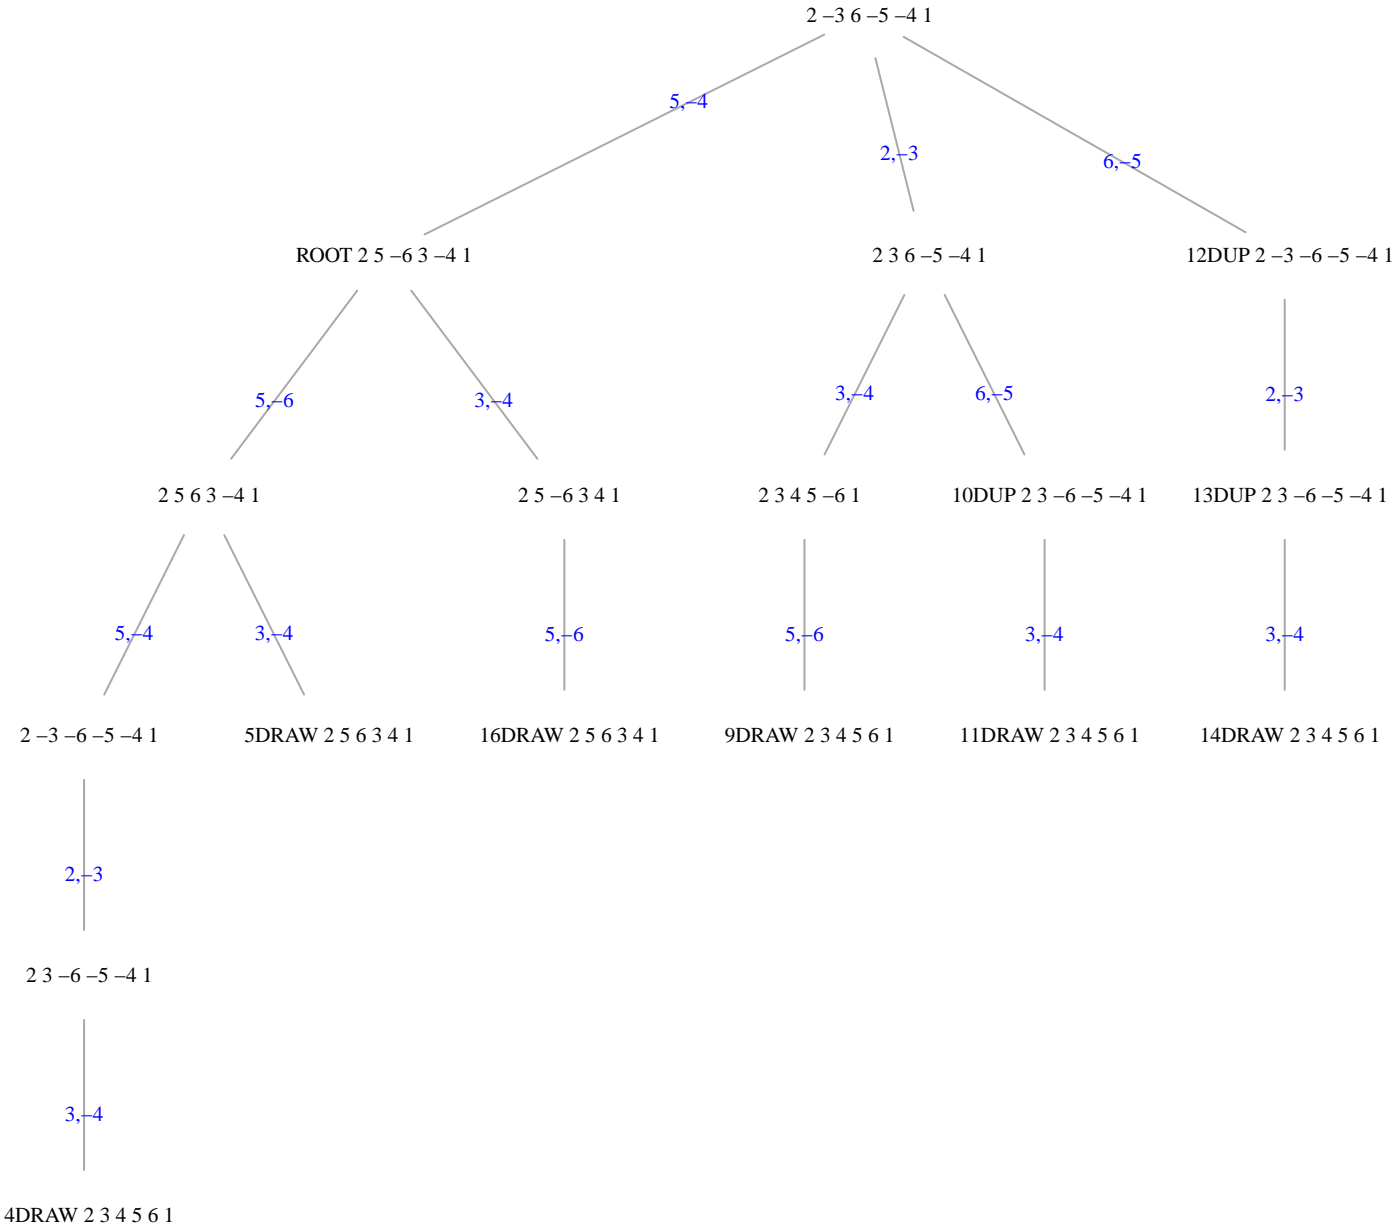 2 –3 6 –5 –4 1
5,–4
2,–3
6,–5
ROOT 2 5 –6 3 –4 1
2 3 6 –5 –4 1
12DUP 2 –3 –6 –5 –4 1
5,–6
3,–4
3,–4
6,–5
2,–3
2 5 6 3 –4 1
2 5 –6 3 4 1
2 3 4 5 –6 1
10DUP 2 3 –6 –5 –4 1
13DUP 2 3 –6 –5 –4 1
5,–4
3,–4
5,–6
5,–6
3,–4
3,–4
2 –3 –6 –5 –4 1
5DRAW 2 5 6 3 4 1
16DRAW 2 5 6 3 4 1
9DRAW 2 3 4 5 6 1
11DRAW 2 3 4 5 6 1
14DRAW 2 3 4 5 6 1
2,–3
2 3 –6 –5 –4 1
3,–4
4DRAW 2 3 4 5 6 1